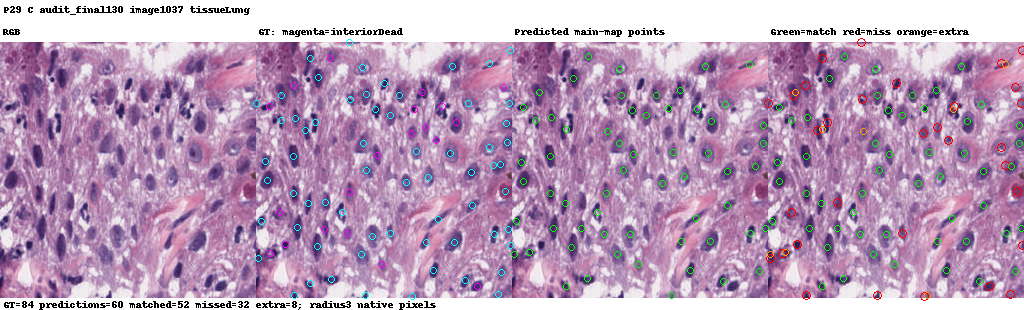 P29 C audit_final130 image1037 tissueLung
RGB GT: magenta=interiorDead Predicted main-map points Green=match red=miss orange=extra
GT=84 predictions=60 matched=52 missed=32 extra=8; radius3 native pixels